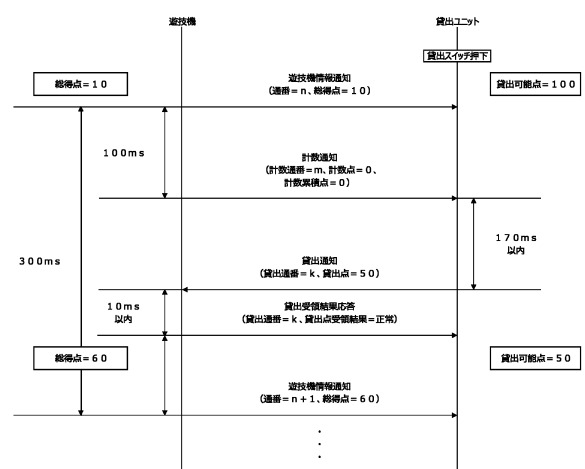 遊技機
貸出ユニット
貸出スイッチ押下
総得点=10
遊技機情報通知
(通番=n、総得点=10)
貸出可能点=100
100ms
計数通知
(計数通番=m、計数点=0、
計数累積点=0)
170ms
以内
300ms
貸出通知
(貸出通番=k、貸出点=50)
10ms
以内
貸出受領結果応答
(貸出通番=k、貸出点受領結果=正常)
総得点=60
貸出可能点=50
遊技機情報通知
(通番=n+1、総得点=60)